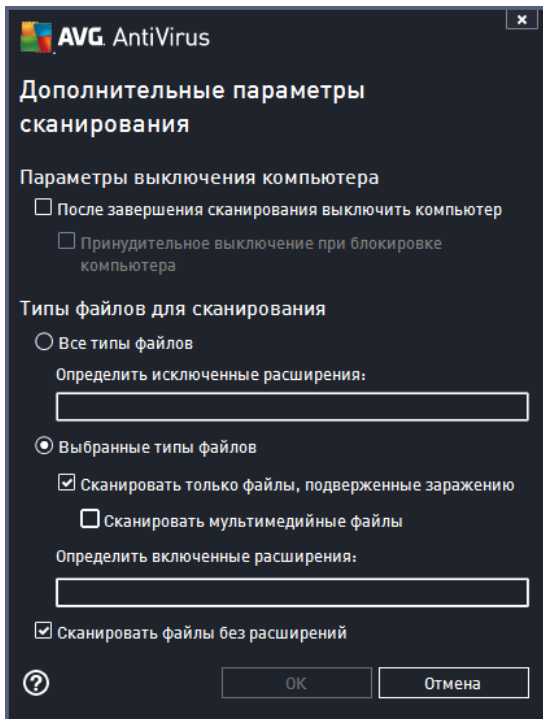 AVG. AntiVirus
Дополнительные параметры
сканирования
Параметры выключения компьютера
После завершения сканирования выключить компьютер
Принудительное выключение при блокировке
компьютера
Типы файлов для сканирования
Все типы файлов
Определить исключенные расширения:
Выбранные типы файлов
Сканировать только файлы, подверженные заражению
Сканировать мультимедийные файлы
Определить включенные расширения:
Сканировать файлы без расширений
?
OK
Отмена